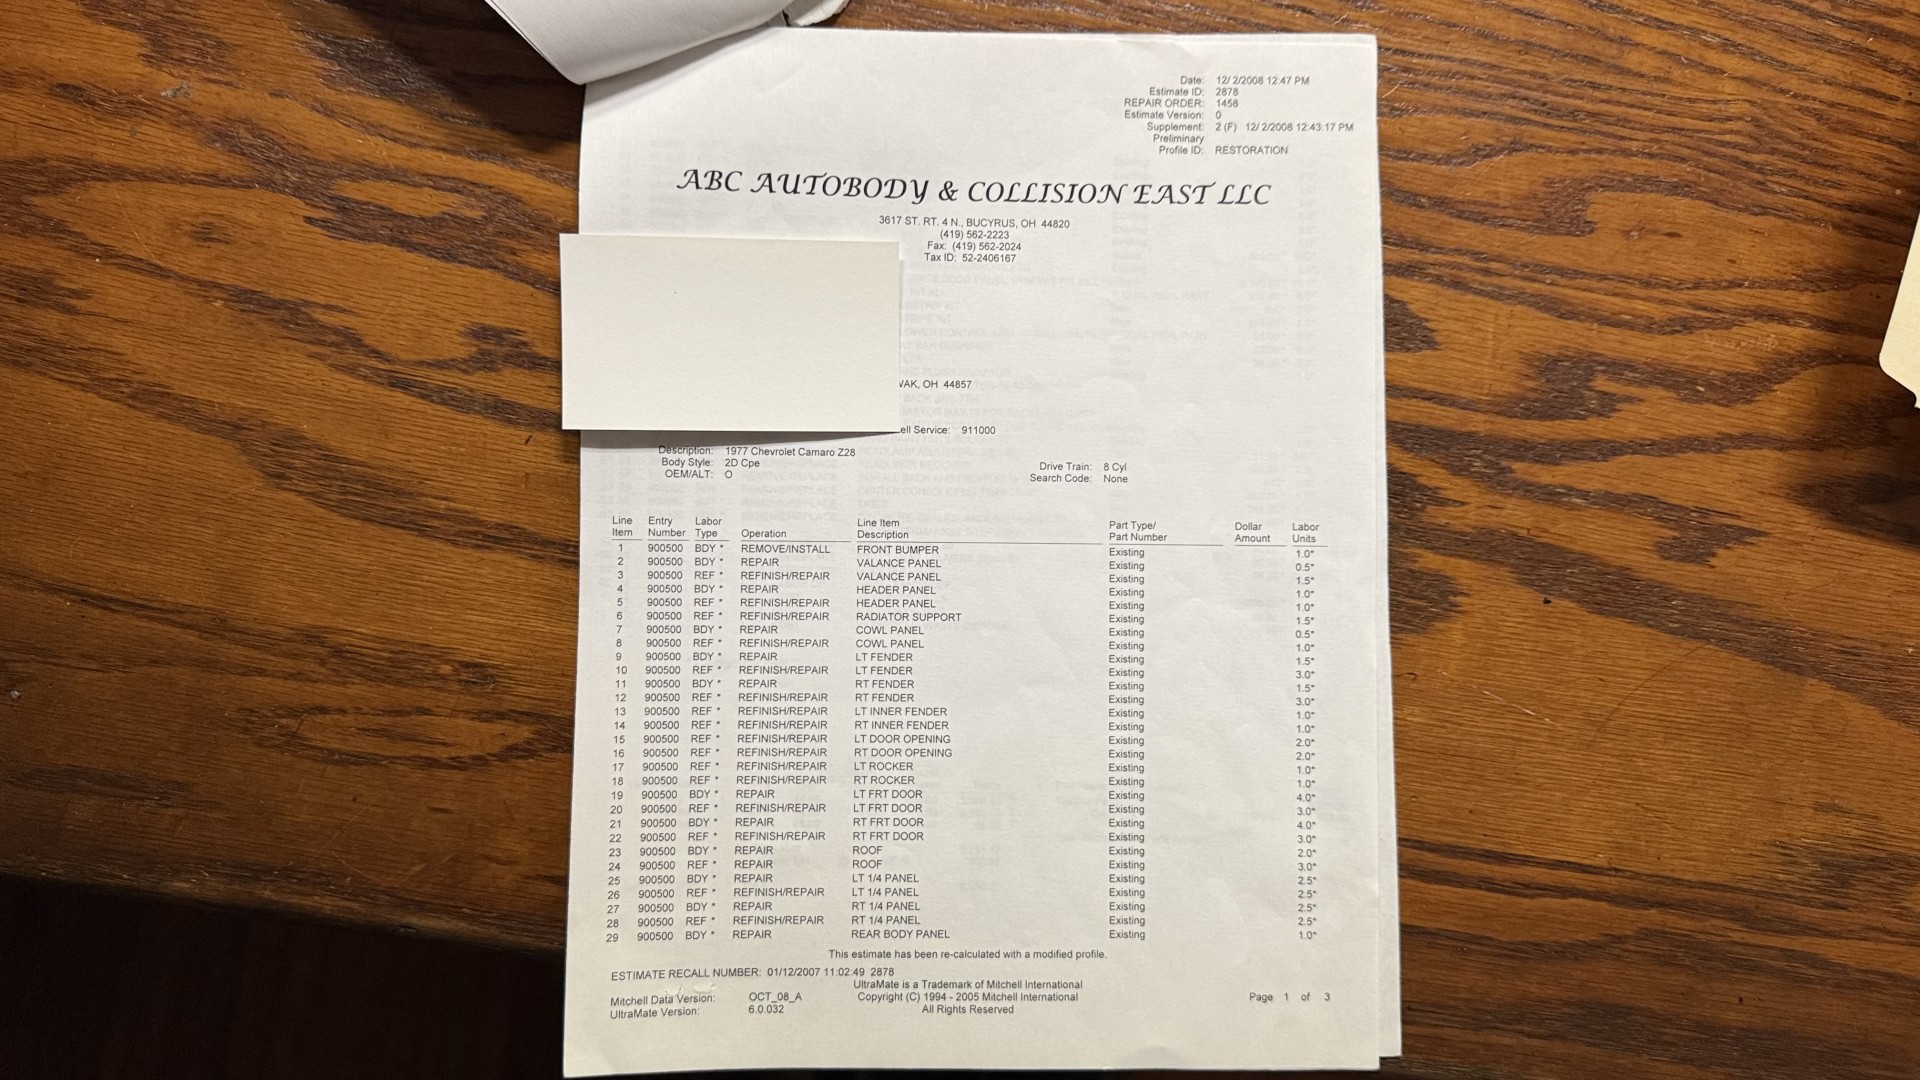 Date: 12/ 2/2008 12:47 PM
Estimate ID: 2878
REPAIR ORDER: 1458
Estimate Version: 0
Supplement: 2 (F) 12/ 2/2008 12:43:17 PM
Preliminary
Profile ID: RESTORATION
ABC AUTOBODY & COLLISION EAST LLC
3617 ST. RT. 4 N., BUCYRUS, OH 44820
(419) 562-2223
Fax: (419) 562-2024
Tax ID: 52-2406167
WAK, OH 44857
ell Service: 911000
Description: 1977 Chevrolet Camaro Z28
Body Style: 2D Cpe Drive Train: 8 Cyl
OEM/ALT: O Search Code: None
Line Entry Labor Line Item Part Type/ Dollar Labor
Item Number Type Operation Description Part Number Amount Units
1 900500 BDY * REMOVE/INSTALL FRONT BUMPER Existing 1.0*
2 900500 BDY * REPAIR VALANCE PANEL Existing 0.5*
3 900500 REF * REFINISH/REPAIR VALANCE PANEL Existing 1.5*
4 900500 BDY * REPAIR HEADER PANEL Existing 1.0*
5 900500 REF * REFINISH/REPAIR HEADER PANEL Existing 1.0*
6 900500 REF * REFINISH/REPAIR RADIATOR SUPPORT Existing 1.5*
7 900500 BDY * REPAIR COWL PANEL Existing 0.5*
8 900500 REF * REFINISH/REPAIR COWL PANEL Existing 1.0*
9 900500 BDY * REPAIR LT FENDER Existing 1.5*
10 900500 REF * REFINISH/REPAIR LT FENDER Existing 3.0*
11 900500 BDY * REPAIR RT FENDER Existing 1.5*
12 900500 REF * REFINISH/REPAIR RT FENDER Existing 3.0*
13 900500 REF * REFINISH/REPAIR LT INNER FENDER Existing 1.0*
14 900500 REF * REFINISH/REPAIR RT INNER FENDER Existing 1.0*
15 900500 REF * REFINISH/REPAIR LT DOOR OPENING Existing 2.0*
16 900500 REF * REFINISH/REPAIR RT DOOR OPENING Existing 2.0*
17 900500 REF * REFINISH/REPAIR LT ROCKER Existing 1.0*
18 900500 REF * REFINISH/REPAIR RT ROCKER Existing 1.0*
19 900500 BDY * REPAIR LT FRT DOOR Existing 4.0*
20 900500 REF * REFINISH/REPAIR LT FRT DOOR Existing 3.0*
21 900500 BDY * REPAIR RT FRT DOOR Existing 4.0*
22 900500 REF * REFINISH/REPAIR RT FRT DOOR Existing 3.0*
23 900500 BDY * REPAIR ROOF Existing 2.0*
24 900500 REF * REPAIR ROOF Existing 3.0*
25 900500 BDY * REPAIR LT 1/4 PANEL Existing 2.5*
26 900500 REF * REFINISH/REPAIR LT 1/4 PANEL Existing 2.5*
27 900500 BDY * REPAIR RT 1/4 PANEL Existing 2.5*
28 900500 REF * REFINISH/REPAIR RT 1/4 PANEL Existing 2.5*
29 900500 BDY * REPAIR REAR BODY PANEL Existing 1.0*
This estimate has been re-calculated with a modified profile.
ESTIMATE RECALL NUMBER: 01/12/2007 11:02:49 2878
UltraMate is a Trademark of Mitchell International
Mitchell Data Version: OCT_08_A Copyright (C) 1994 - 2005 Mitchell International Page 1 of 3
UltraMate Version: 6.0.032 All Rights Reserved